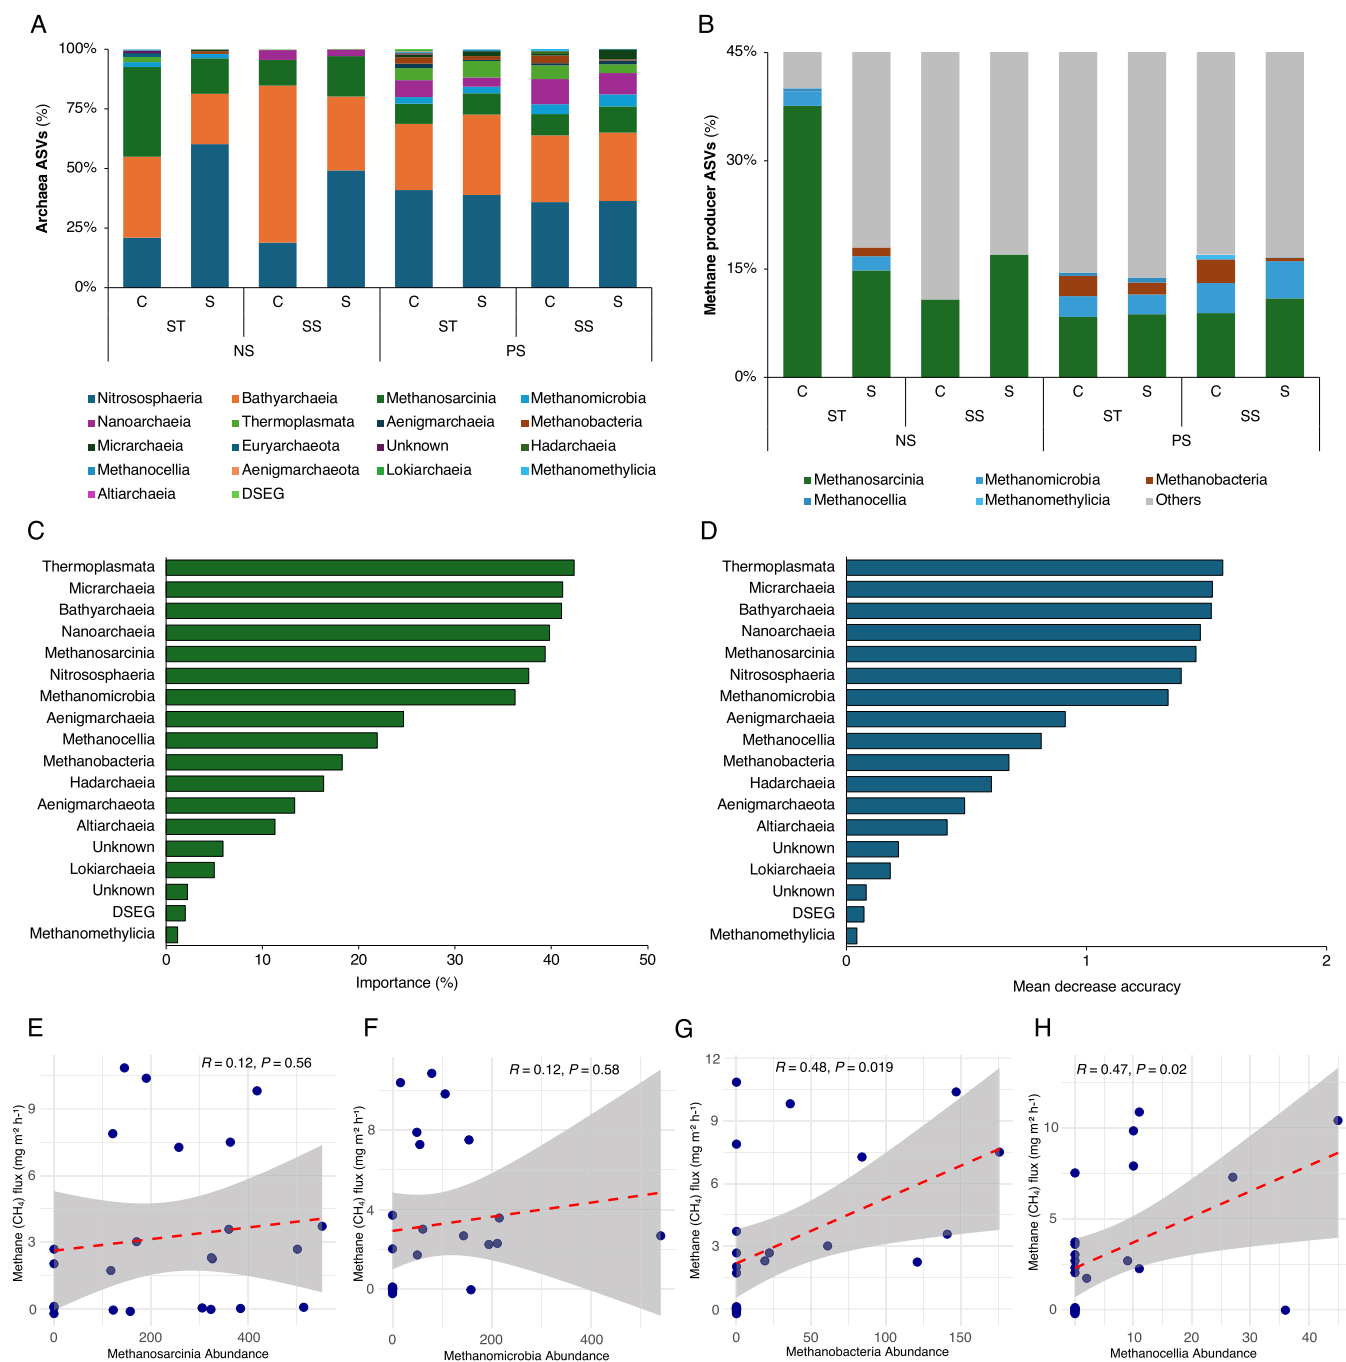 A
100%
75%
50%
25%
0%
Archaea ASVs (%)
C S C S C S C S
ST SS ST SS
NS PS
Nitrososphaeria Bathyarchaeia Methanosarcinia Methanomicrobia
Nanoarchaeia Thermoplasmata Aenigmarchaeia Methanobacteria
Micrarchaeia Euryarchaeota Unknown Hadarchaeia
Methanocellia Aenigmarchaeota Lokiarchaeia Methanomethylicia
Altiarchaeia DSEG
B
45%
30%
15%
0%
Methane producer ASVs (%)
C S C S C S C S
ST SS ST SS
NS PS
Methanosarcinia Methanomicrobia Methanobacteria
Methanocellia Methanomethylicia Others
C
Thermoplasmata
Micrarchaeia
Bathyarchaeia
Nanoarchaeia
Methanosarcinia
Nitrososphaeria
Methanomicrobia
Aenigmarchaeia
Methanocellia
Methanobacteria
Hadarchaeia
Aenigmarchaeota
Altiarchaeia
Unknown
Lokiarchaeia
Unknown
DSEG
Methanomethylicia
0 10 20 30 40 50
Importance (%)
D
Thermoplasmata
Micrarchaeia
Bathyarchaeia
Nanoarchaeia
Methanosarcinia
Nitrososphaeria
Methanomicrobia
Aenigmarchaeia
Methanocellia
Methanobacteria
Hadarchaeia
Aenigmarchaeota
Altiarchaeia
Unknown
Lokiarchaeia
Unknown
DSEG
Methanomethylicia
0 1 2
Mean decrease accuracy
E
R = 0.12, P = 0.56
9
6
3
0
Methane (CH₄) flux (mg m⁻² h⁻¹)
0 200 400
Methanosarcinia Abundance
F
R = 0.12, P = 0.58
8
4
0
Methane (CH₄) flux (mg m⁻² h⁻¹)
0 200 400
Methanomicrobia Abundance
G
R = 0.48, P = 0.019
12
9
6
3
0
Methane (CH₄) flux (mg m⁻² h⁻¹)
0 50 100 150
Methanobacteria Abundance
H
R = 0.47, P = 0.02
10
5
0
Methane (CH₄) flux (mg m⁻² h⁻¹)
0 10 20 30 40
Methanocellia Abundance